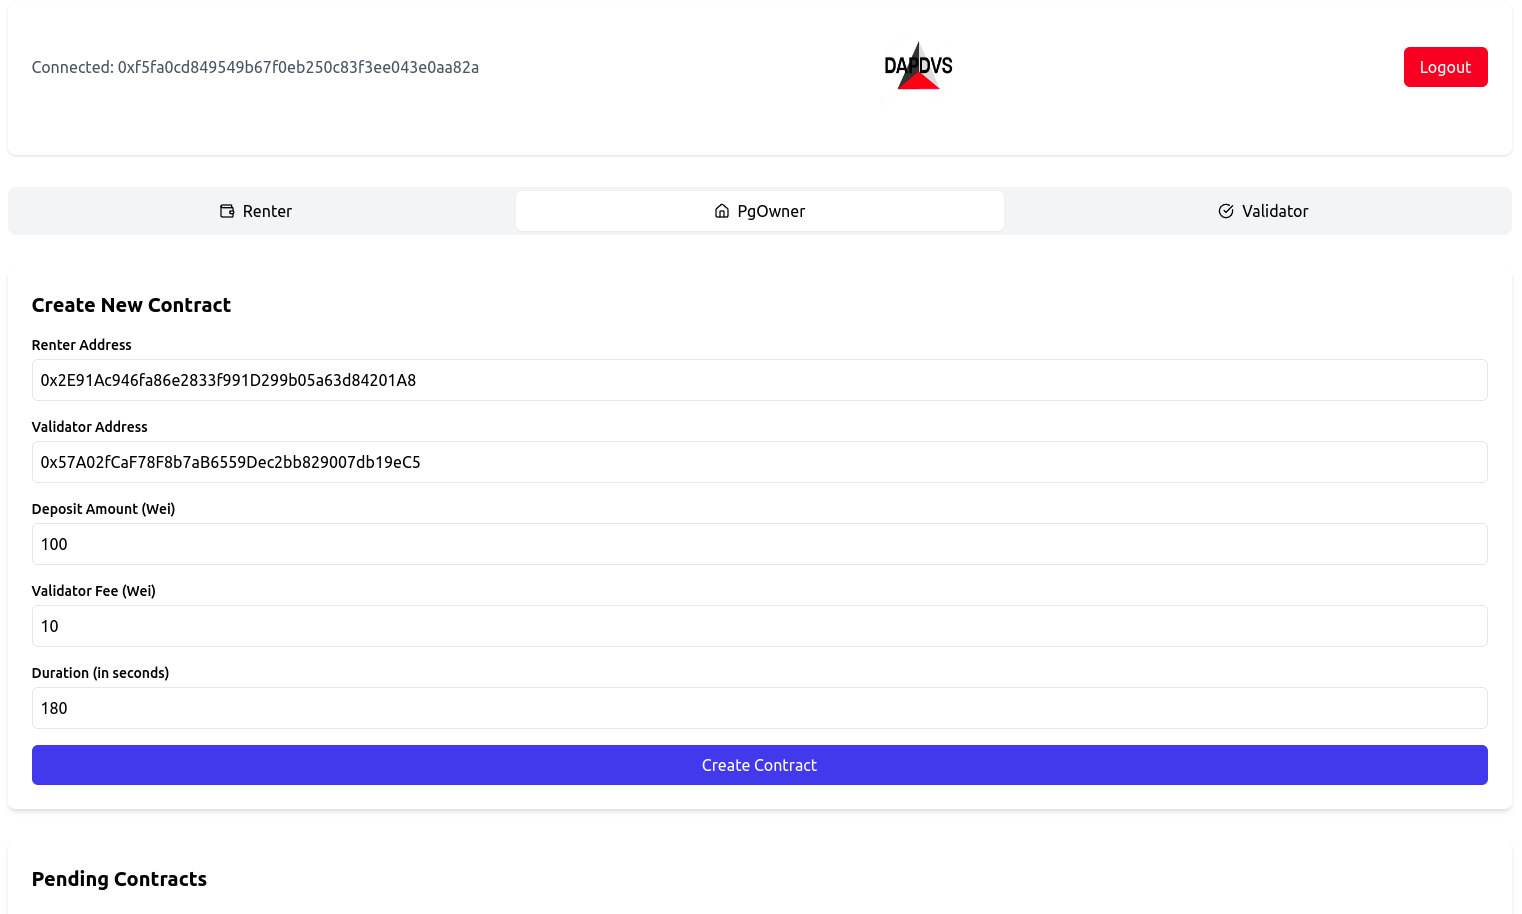 Connected: 0xf5fa0cd849549b67f0eb250c83f3ee043e0aa82a
DAPDVS
Logout
Renter
PgOwner
Validator
Create New Contract
Renter Address
0x2E91Ac946fa86e2833f991D299b05a63d84201A8
Validator Address
0x57A02fCaF78F8b7aB6559Dec2bb829007db19eC5
Deposit Amount (Wei)
100
Validator Fee (Wei)
10
Duration (in seconds)
180
Create Contract
Pending Contracts